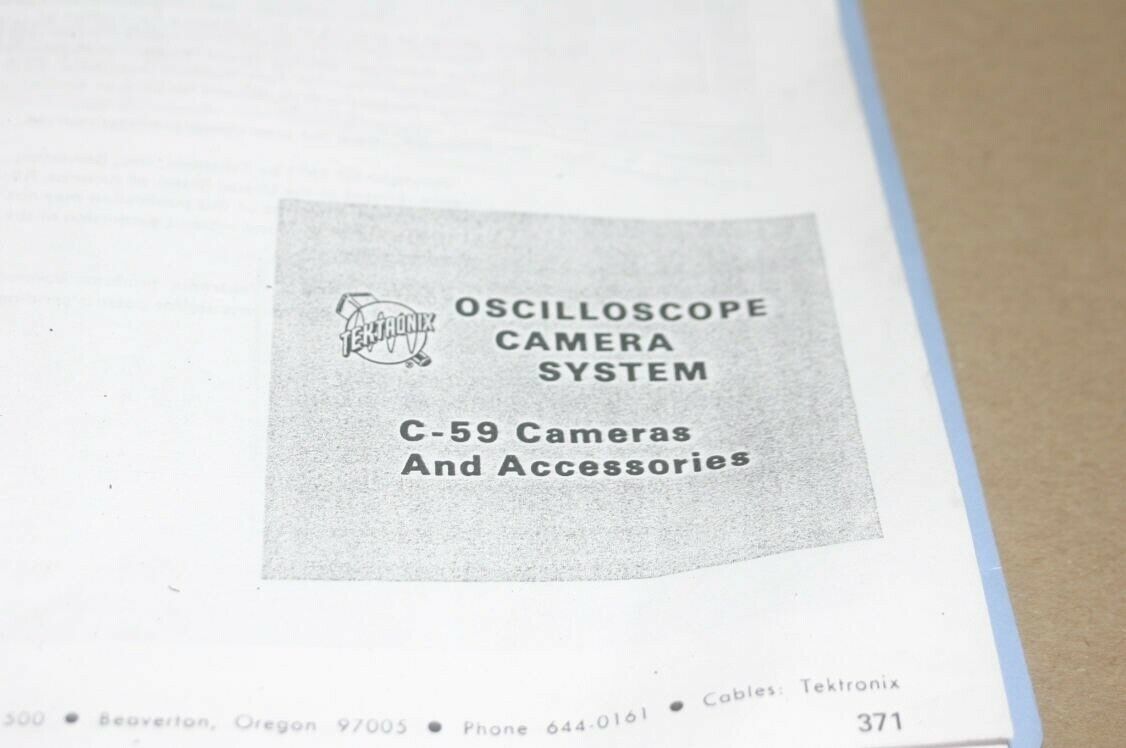 TEKTRONIX
®
OSCILLOSCOPE
CAMERA
SYSTEM
C-59 Cameras
And Accessories
500 ● Beaverton, Oregon 97005 ● Phone 644-0161 ● Cables: Tektronix
371